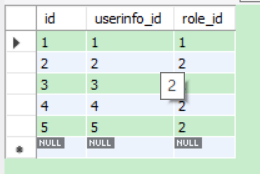 id userinfo_id role_id
1 1 1
2 2 2
3 3 2
4 4 2
5 5 2
NULL NULL NULL